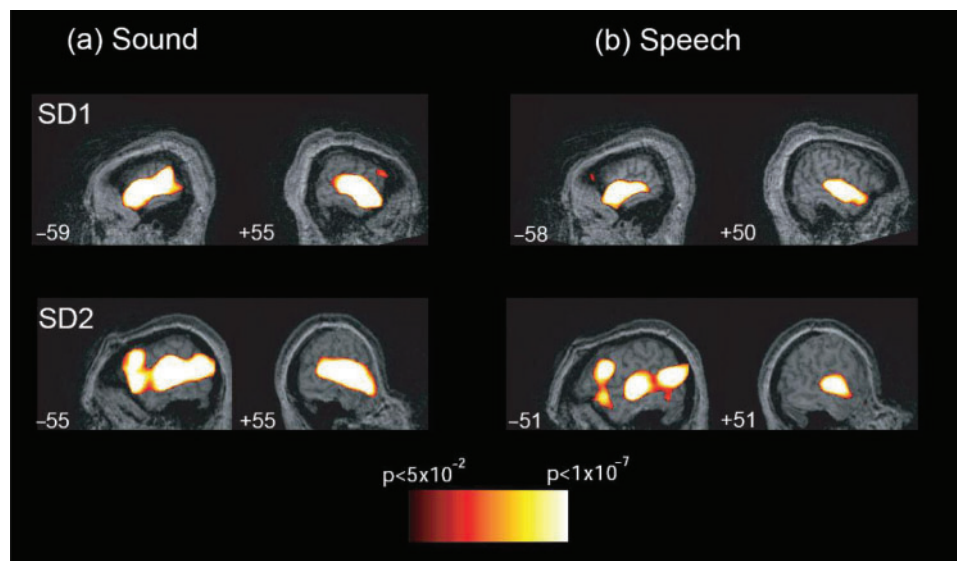 (a) Sound
(b) Speech
SD1
–59
+55
–58
+50
SD2
–55
+55
–51
+51
p<5x10⁻²
p<1x10⁻⁷